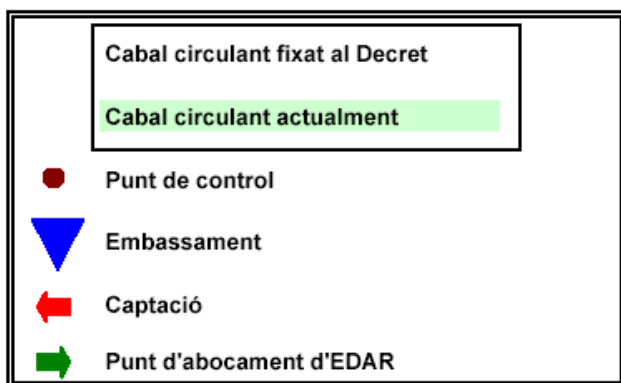 Cabal circulant fixat al Decret
Cabal circulant actualment
Punt de control
Embassament
Captació
Punt d'abocament d'EDAR